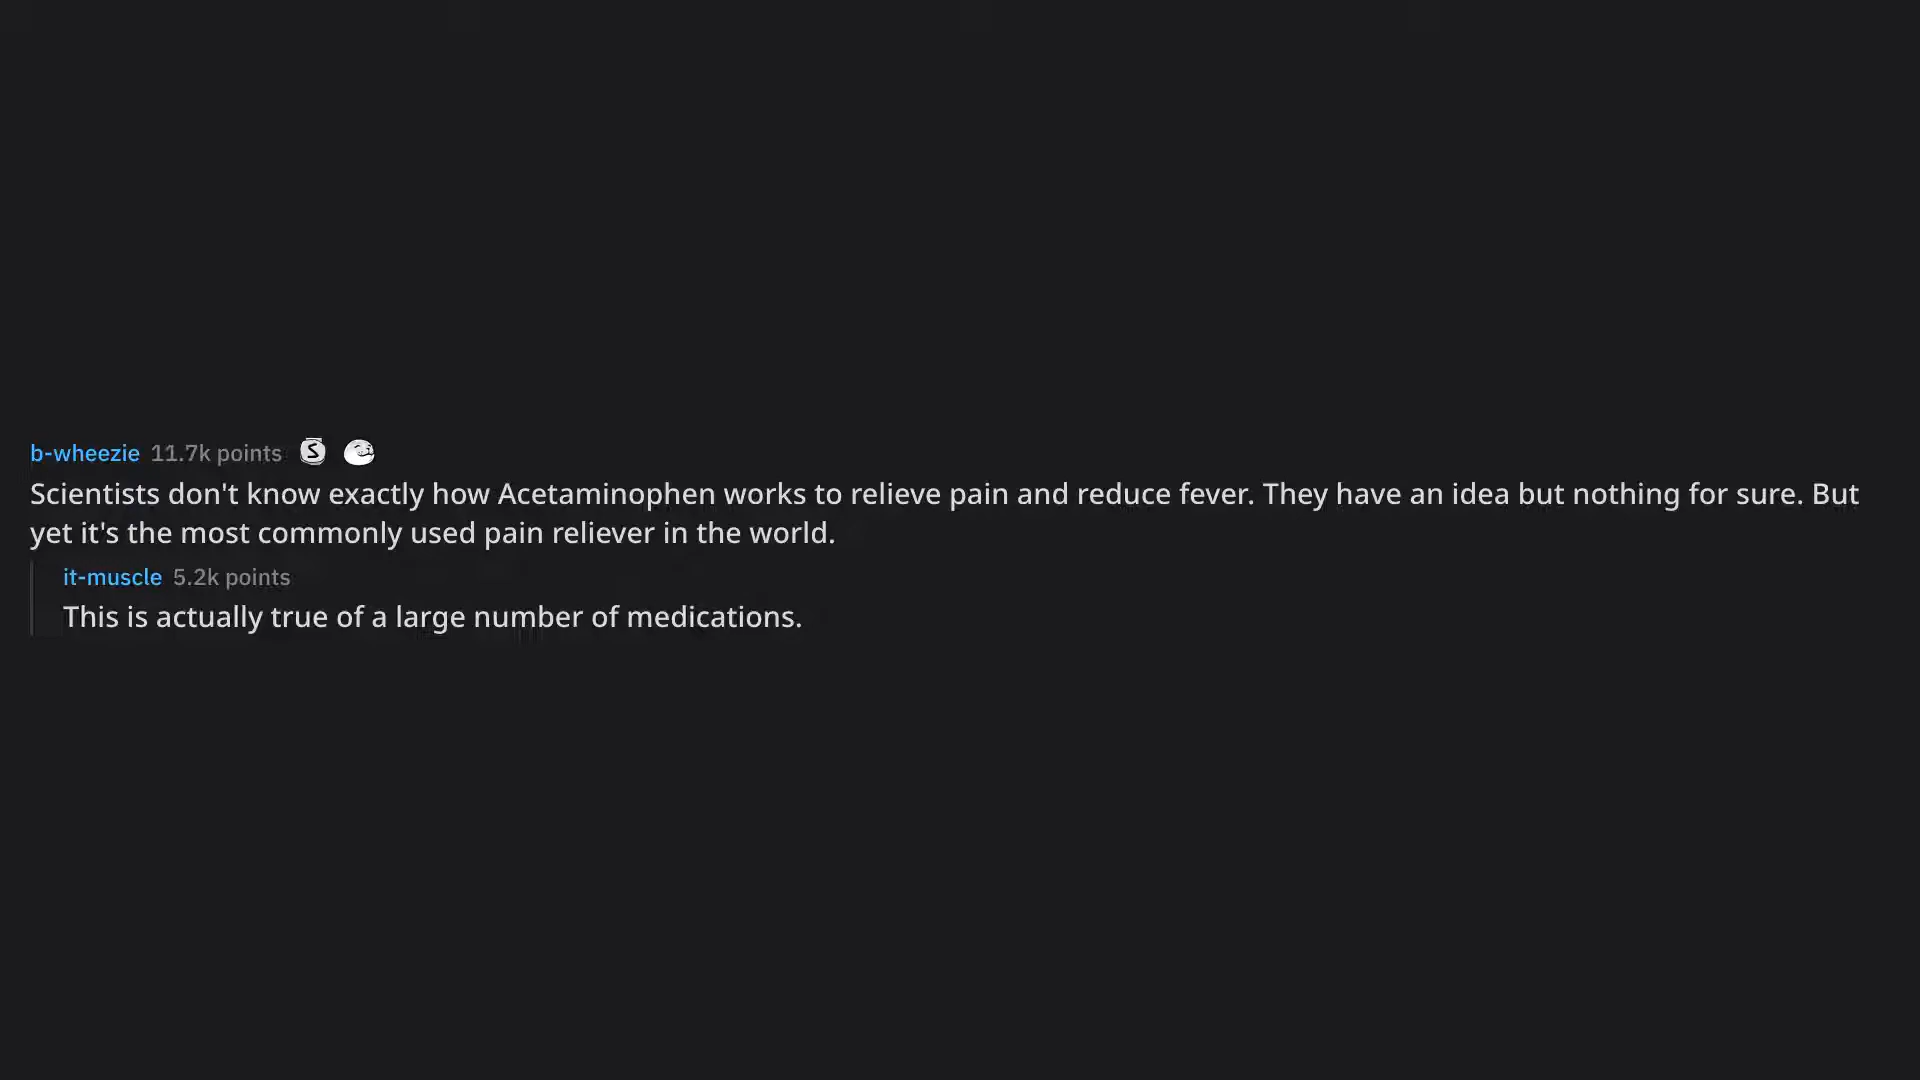 b-wheezie 11.7k points
Scientists don't know exactly how Acetaminophen works to relieve pain and reduce fever. They have an idea but nothing for sure. But
yet it's the most commonly used pain reliever in the world.
it-muscle 5.2k points
This is actually true of a large number of medications.